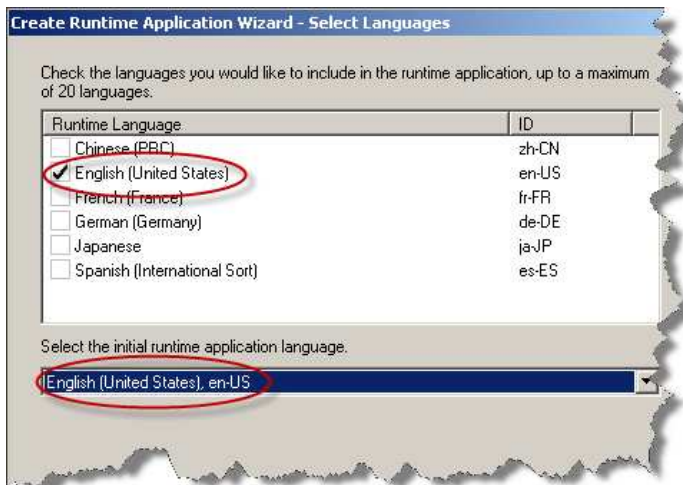 Create Runtime Application Wizard - Select Languages
Check the languages you would like to include in the runtime application, up to a maximum
of 20 languages.
Runtime Language ID
Chinese (PRC) zh-CN
English (United States) en-US
French (France) fr-FR
German (Germany) de-DE
Japanese ja-JP
Spanish (International Sort) es-ES
Select the initial runtime application language.
English (United States), en-US